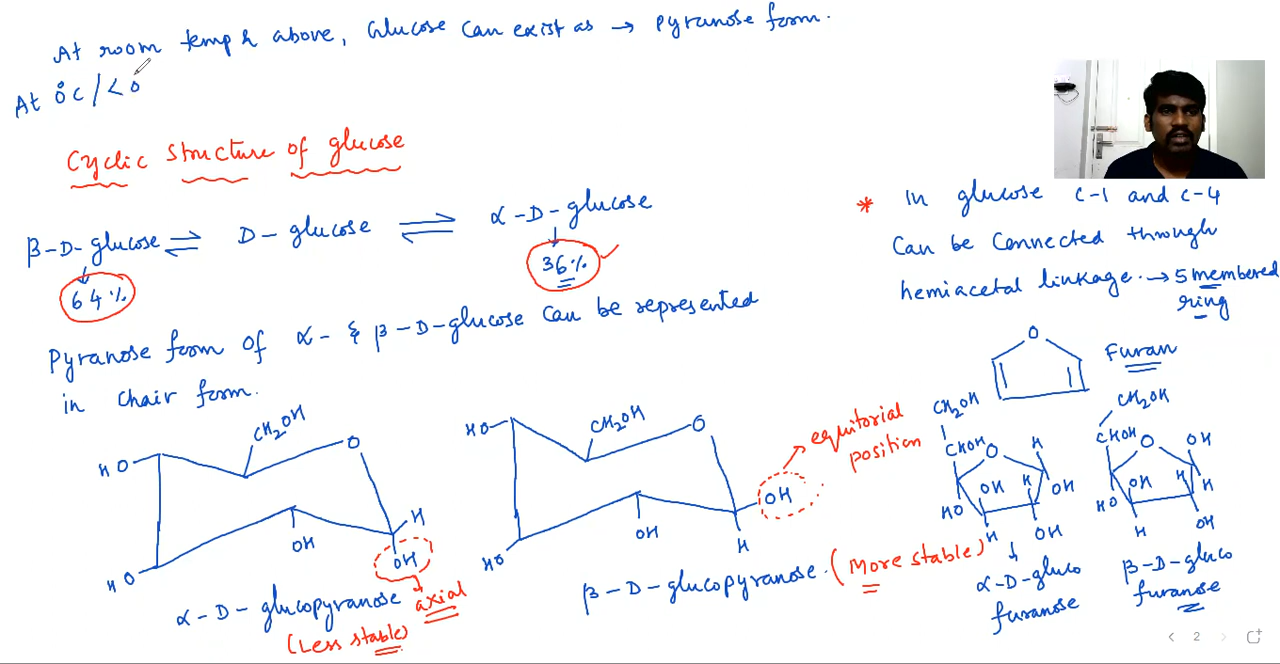 At room temp & above, Glucose can exist as → pyranose form.
At 0°C / < 0
Cyclic structure of glucose
β-D-glucose ⇌ D-glucose ⇌ α-D-glucose
64%
36% ✓
Pyranose form of α- & β-D-glucose can be represented
in chair form.
* In glucose C-1 and C-4
can be connected through
hemiacetal linkage. → 5 membered
ring
O
Furan
CH2OH
HO
O
H
OH
OH
HO
α-D-glucopyranose
axial
(Less stable)
HO
CH2OH
O
OH
equitorial
position
OH
H
HO
β-D-glucopyranose.
(More stable)
CH2OH
CHOH
O
H
OH
H
OH
HO
H
OH
α-D-gluco
furanose
CH2OH
CHOH
O
OH
OH
H
H
HO
H
OH
β-D-gluco
furanose
2